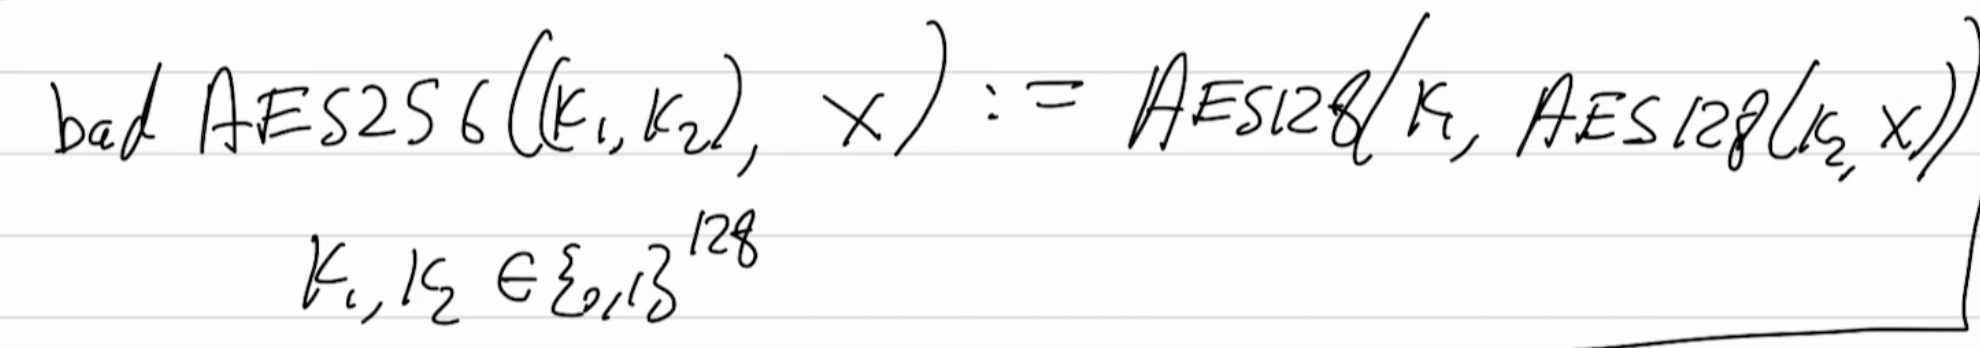 bad AES256((K₁,K₂), x) := AES128(K₁, AES128(K₂,x))
K₁,K₂ ∈ {0,1}¹²⁸